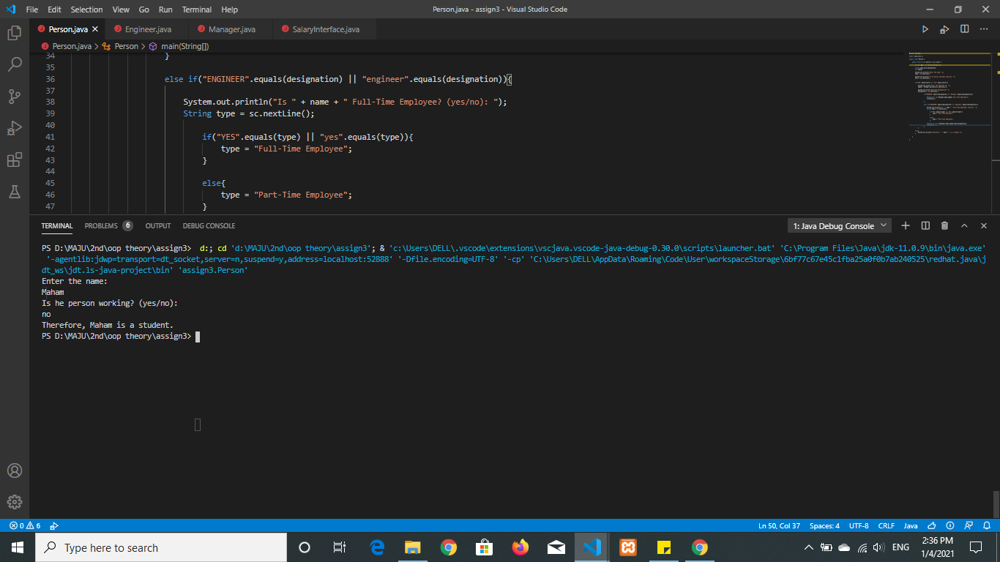 File Edit Selection View Go Run Terminal Help
Person.java - assign3 - Visual Studio Code
Person.java Engineer.java Manager.java SalaryInterface.java
Person.java > Person > main(String[])
34 }
35
36 else if("ENGINEER".equals(designation) || "engineer".equals(designation)){
37
38 System.out.println("Is " + name + " Full-Time Employee? (yes/no): ");
39 String type = sc.nextLine();
40
41 if("YES".equals(type) || "yes".equals(type)){
42 type = "Full-Time Employee";
43 }
44
45 else{
46 type = "Part-Time Employee";
47 }
TERMINAL PROBLEMS 6 OUTPUT DEBUG CONSOLE
1: Java Debug Console
PS D:\MAJU\2nd\oop theory\assign3> d:; cd 'd:\MAJU\2nd\oop theory\assign3'; & 'c:\Users\DELL\.vscode\extensions\vscjava.vscode-java-debug-0.30.0\scripts\launcher.bat' 'C:\Program Files\Java\jdk-11.0.9\bin\java.exe'
'-agentlib:jdwp=transport=dt_socket,server=n,suspend=y,address=localhost:52888' '-Dfile.encoding=UTF-8' '-cp' 'C:\Users\DELL\AppData\Roaming\Code\User\workspaceStorage\6bf77c67e45c1fba25a0f0b7ab240525\redhat.java\j
dt_ws\jdt.ls-java-project\bin' 'assign3.Person'
Enter the name:
Maham
Is he person working? (yes/no):
no
Therefore, Maham is a student.
PS D:\MAJU\2nd\oop theory\assign3>
0 6
Ln 50, Col 37 Spaces: 4 UTF-8 CRLF Java
Type here to search
ENG
2:36 PM
1/4/2021